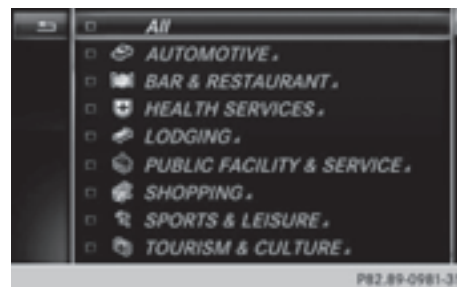 All
AUTOMOTIVE
BAR & RESTAURANT
HEALTH SERVICES
LODGING
PUBLIC FACILITY & SERVICE
SHOPPING
SPORTS & LEISURE
TOURISM & CULTURE
P82.89-0981-31